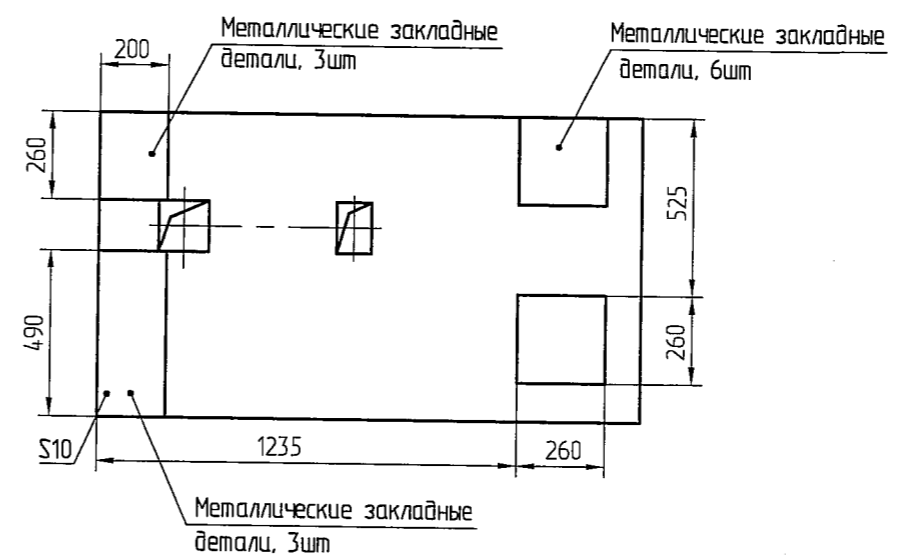 Металлические закладные
детали, 3шт
Металлические закладные
детали, 6шт
200
260
525
490
260
S10
1235
260
Металлические закладные
детали, 3шт